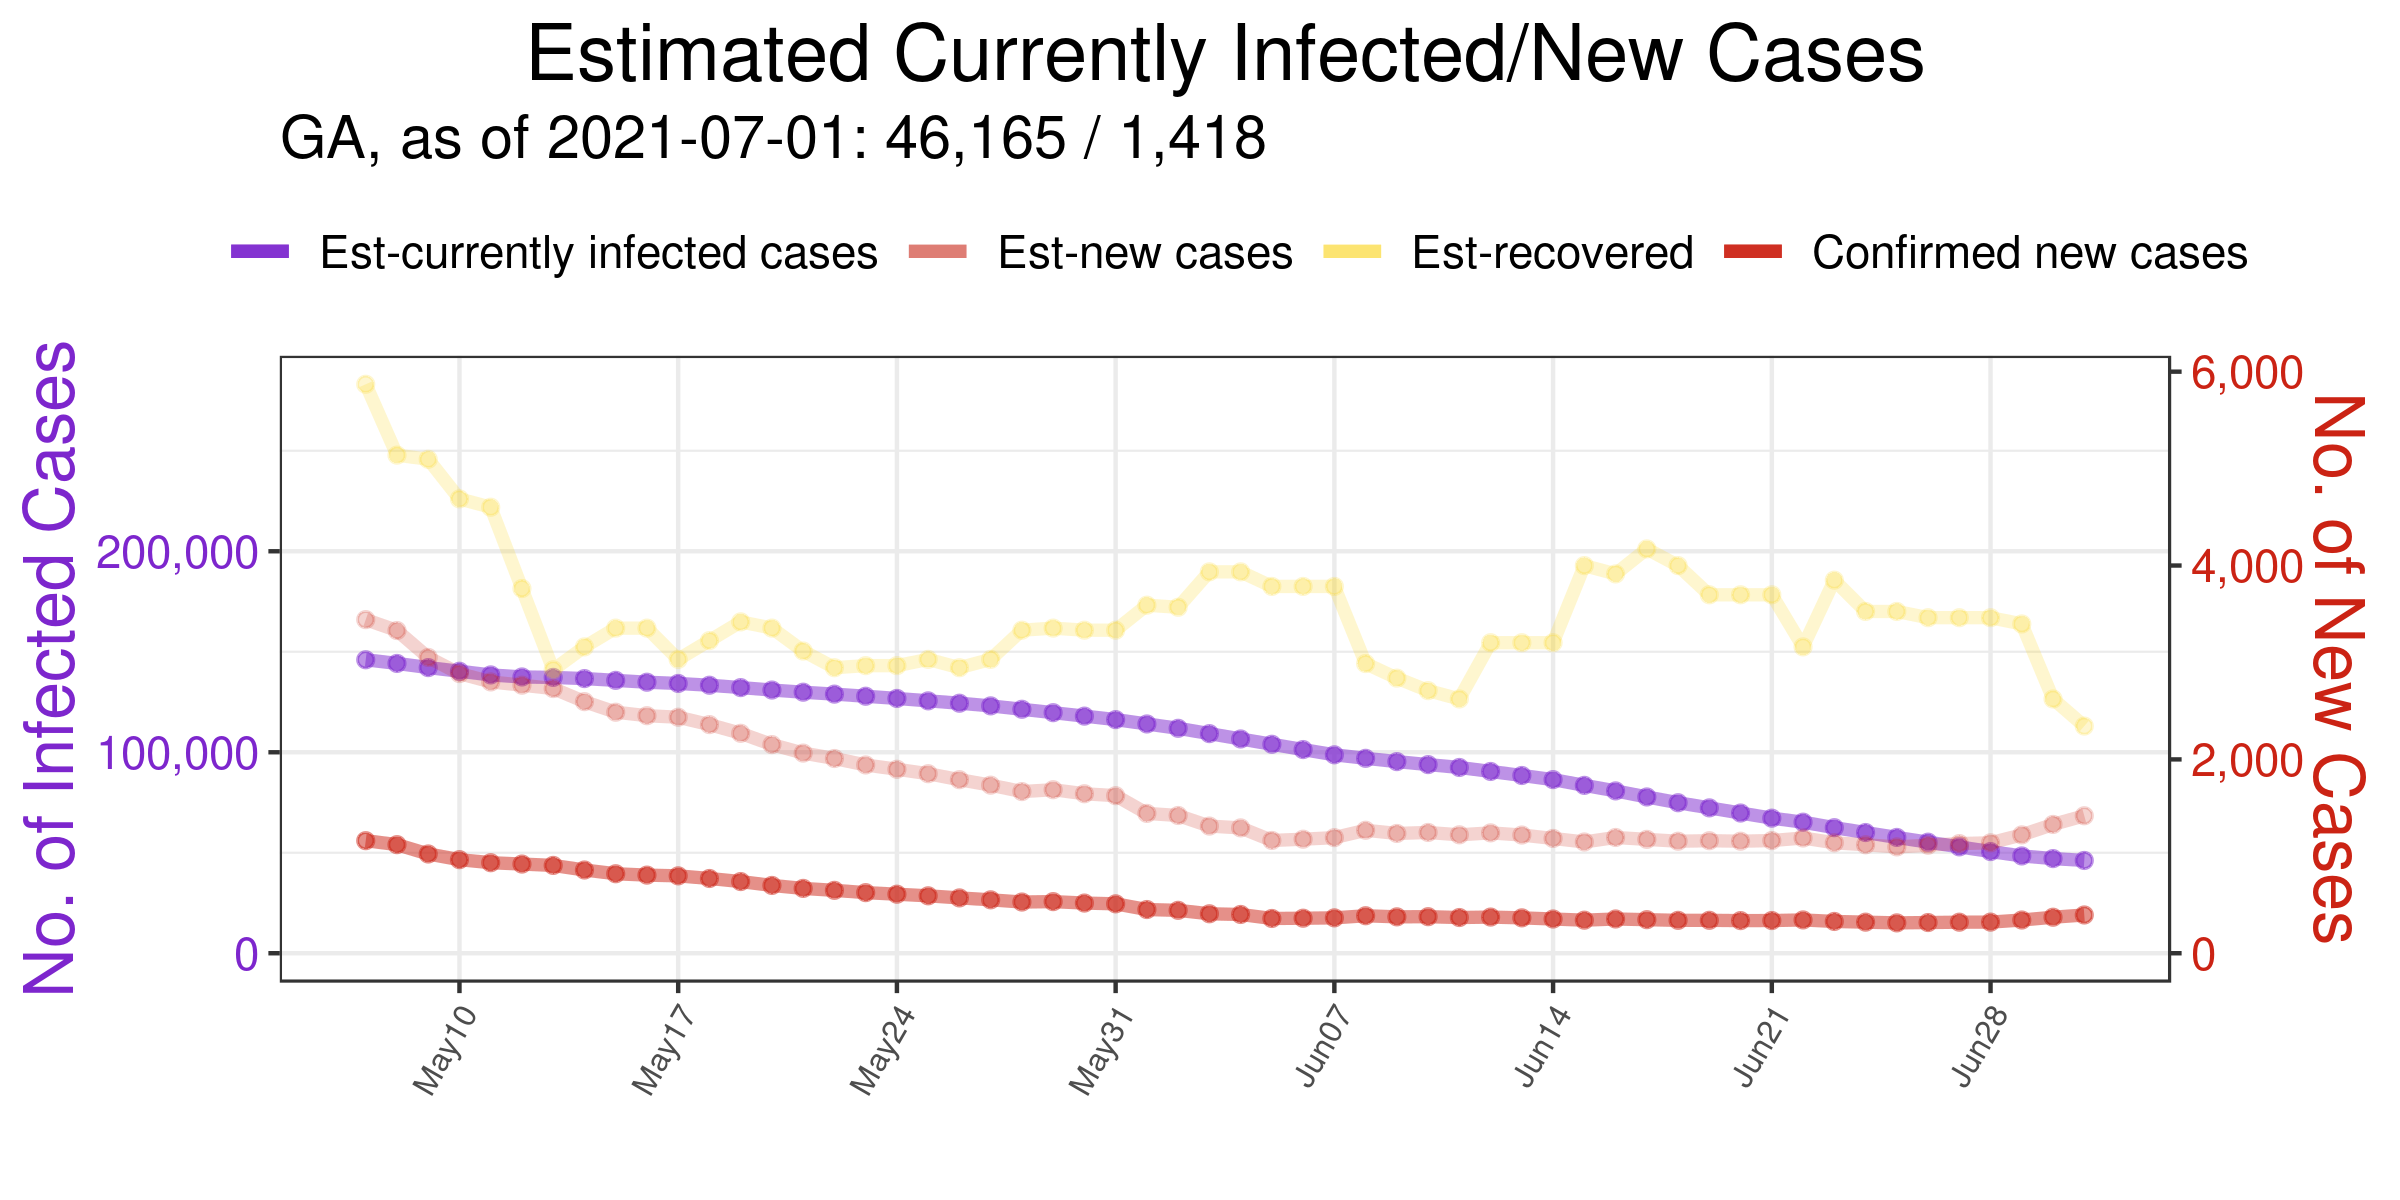 Estimated Currently Infected/New Cases
GA, as of 2021-07-01: 46,165 / 1,418
Est-currently infected cases Est-new cases Est-recovered Confirmed new cases
No. of Infected Cases
200,000
100,000
0
6,000
4,000
2,000
0
No. of New Cases
May10 May17 May24 May31 Jun07 Jun14 Jun21 Jun28